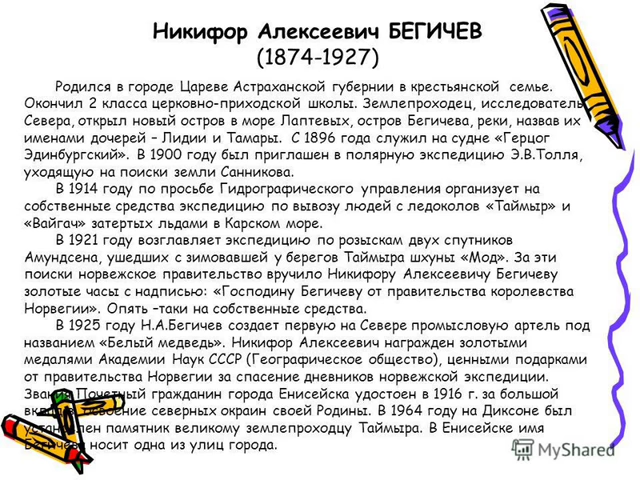 Никифор Алексеевич БЕГИЧЕВ
(1874-1927)
Родился в городе Цареве Астраханской губернии в крестьянской семье.
Окончил 2 класса церковно-приходской школы. Землепроходец, исследователь
Севера, открыл новый остров в море Лаптевых, остров Бегичева, реки, назвав их
именами дочерей – Лидии и Тамары. С 1896 года служил на судне «Герцог
Эдинбургский». В 1900 году был приглашен в полярную экспедицию Э.В.Толля,
уходящую на поиски земли Санникова.
В 1914 году по просьбе Гидрографического управления организует на
собственные средства экспедицию по вывозу людей с ледоколов «Таймыр» и
«Вайгач» затертых льдами в Карском море.
В 1921 году возглавляет экспедицию по розыскам двух спутников
Амундсена, ушедших с зимовавшей у берегов Таймыра шхуны «Мод». За эти
поиски норвежское правительство вручило Никифору Алексеевичу Бегичеву
золотые часы с надписью: «Господину Бегичеву от правительства королевства
Норвегии». Опять –таки на собственные средства.
В 1925 году Н.А.Бегичев создает первую на Севере промысловую артель под
названием «Белый медведь». Никифор Алексеевич награжден золотыми
медалями Академии Наук СССР (Географическое общество), ценными подарками
от правительства Норвегии за спасение дневников норвежской экспедиции.
Звания Почетный гражданин города Енисейска удостоен в 1916 г. за большой
вклад в освоение северных окраин своей Родины. В 1964 году на Диксоне был
установлен памятник великому землепроходцу Таймыра. В Енисейске имя
Бегичева носит одна из улиц города.
MyShared